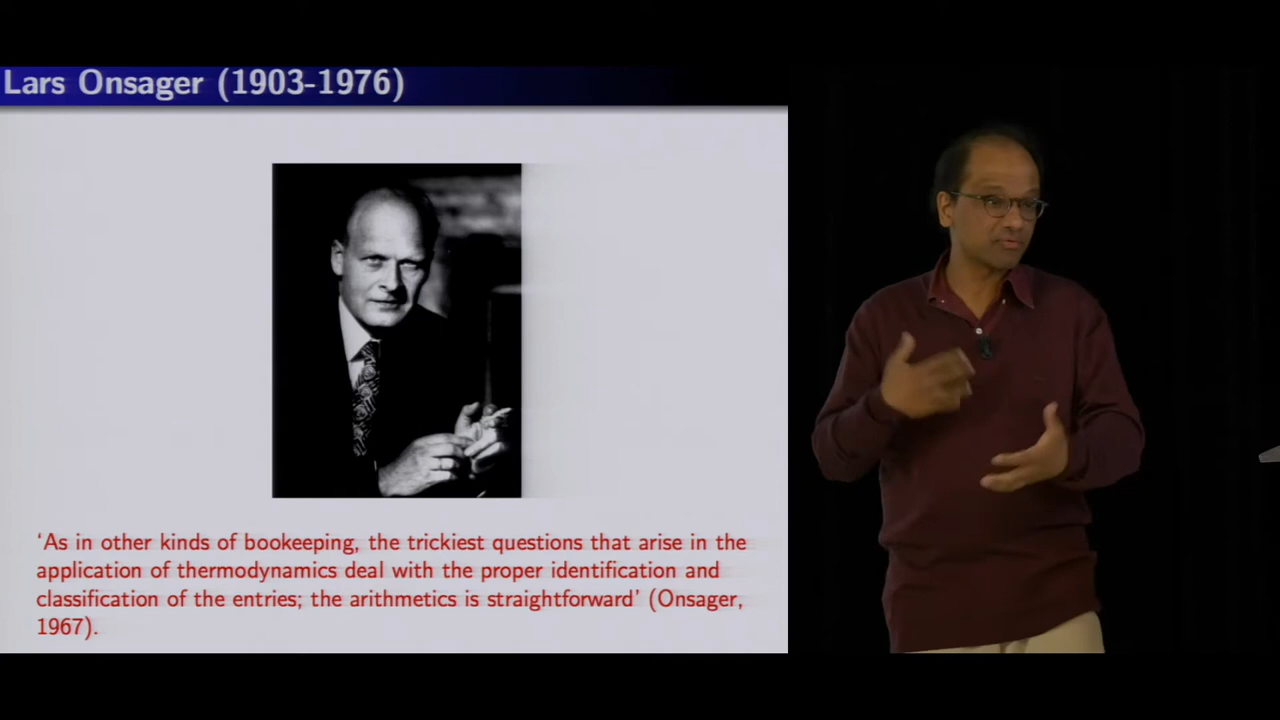 Lars Onsager (1903-1976)
‘As in other kinds of bookeeping, the trickiest questions that arise in the
application of thermodynamics deal with the proper identification and
classification of the entries; the arithmetics is straightforward’ (Onsager,
1967).